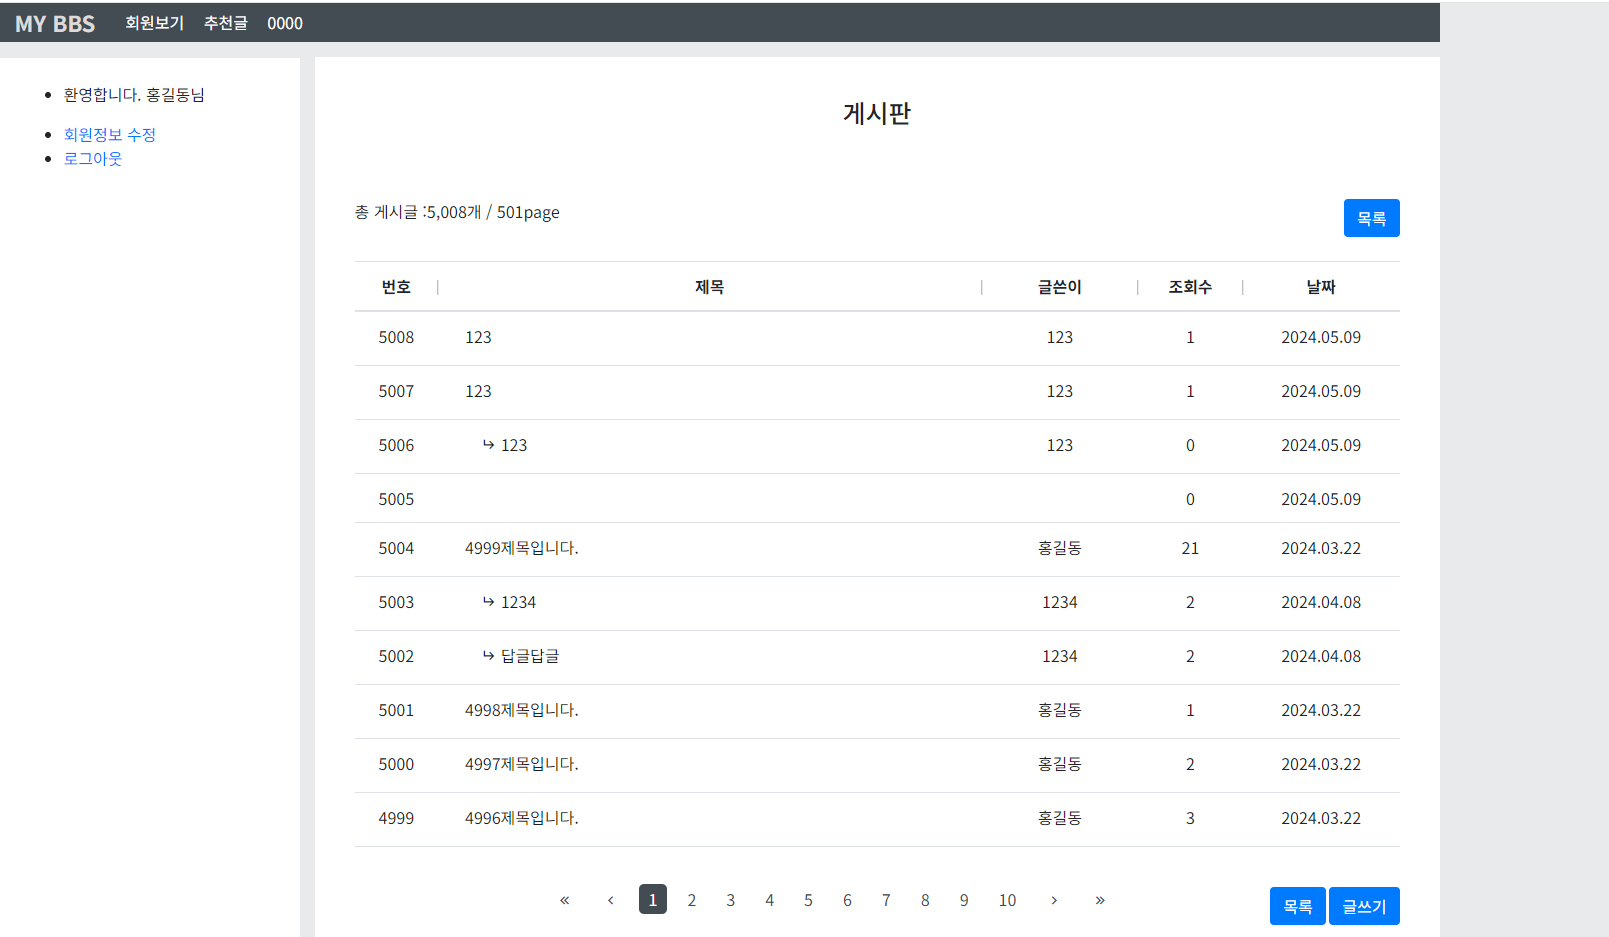 MY BBS 회원보기 추천글 0000
환영합니다. 홍길동님
회원정보 수정
로그아웃
게시판
총 게시글 :5,008개 / 501page 목록
번호 | 제목 | 글쓴이 | 조회수 | 날짜
5008 123 123 1 2024.05.09
5007 123 123 1 2024.05.09
5006 ↳ 123 123 0 2024.05.09
5005 0 2024.05.09
5004 4999제목입니다. 홍길동 21 2024.03.22
5003 ↳ 1234 1234 2 2024.04.08
5002 ↳ 답글답글 1234 2 2024.04.08
5001 4998제목입니다. 홍길동 1 2024.03.22
5000 4997제목입니다. 홍길동 2 2024.03.22
4999 4996제목입니다. 홍길동 3 2024.03.22
« ‹ 1 2 3 4 5 6 7 8 9 10 › » 목록 글쓰기